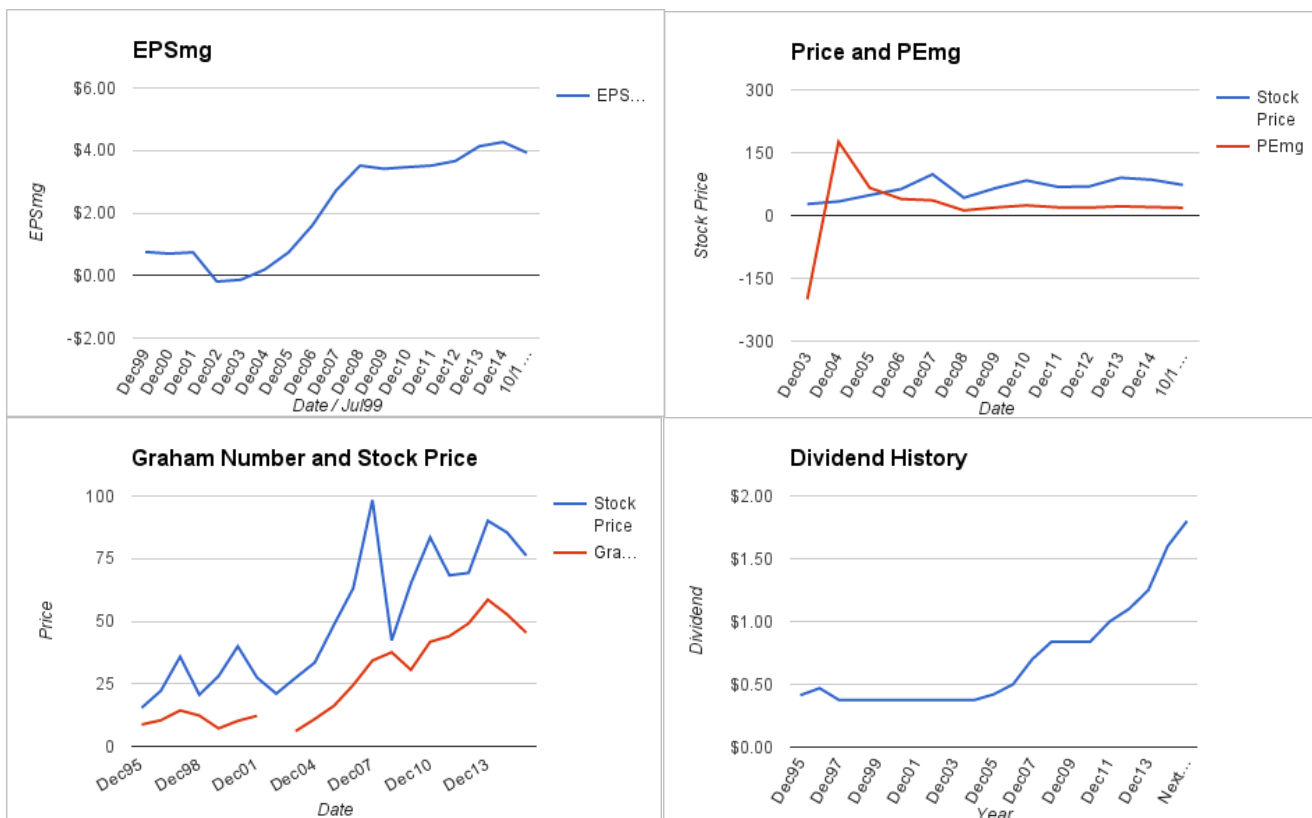 EPSmg
$6.00
$4.00
$2.00
$0.00
-$2.00
EPSmg
EPS...
Dec99
Dec00
Dec01
Dec02
Dec03
Dec04
Dec05
Dec06
Dec07
Dec08
Dec09
Dec10
Dec11
Dec12
Dec13
Dec14
10/1 ...
Date / Jul99
Price and PEmg
300
150
0
-150
-300
Stock Price
Stock
Price
PEmg
Dec03
Dec04
Dec05
Dec06
Dec07
Dec08
Dec09
Dec10
Dec11
Dec12
Dec13
Dec14
10/1 ...
Date
Graham Number and Stock Price
100
75
50
25
0
Price
Stock
Price
Gra...
Dec95
Dec98
Dec01
Dec04
Dec07
Dec10
Dec13
Date
Dividend History
$2.00
$1.50
$1.00
$0.50
$0.00
Dividend
Dec95
Dec97
Dec99
Dec01
Dec03
Dec05
Dec07
Dec09
Dec11
Dec13
Next...
Year